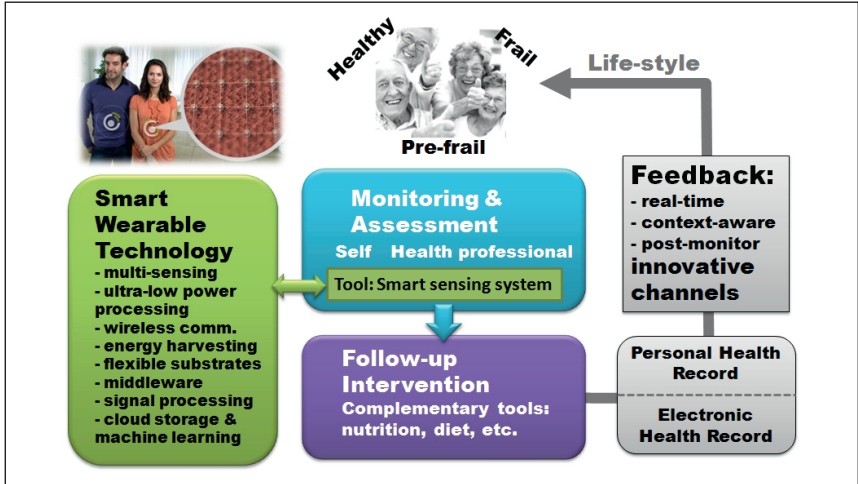 Healthy
Frail
Pre-frail
Life-style
Smart
Wearable
Technology
- multi-sensing
- ultra-low power
processing
- wireless comm.
- energy harvesting
- flexible substrates
- middleware
- signal processing
- cloud storage &
machine learning
Monitoring &
Assessment
Self Health professional
Tool: Smart sensing system
Follow-up
Intervention
Complementary tools:
nutrition, diet, etc.
Feedback:
- real-time
- context-aware
- post-monitor
innovative
channels
Personal Health
Record
Electronic
Health Record